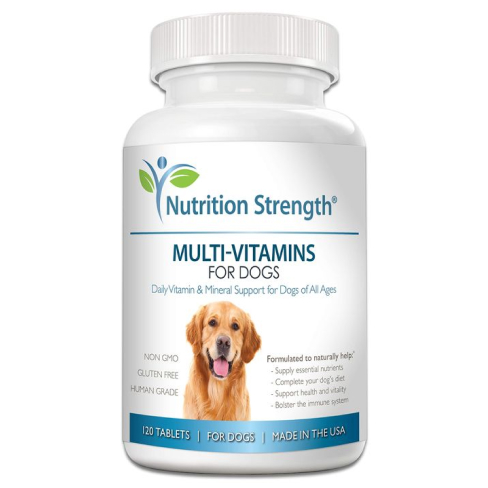 Nutrition Strength®
MULTI-VITAMINS
FOR DOGS
Daily Vitamin & Mineral Support for Dogs of All Ages
NON GMO
GLUTEN FREE
HUMAN GRADE
Formulated to naturally help:*
- Supply essential nutrients
- Complete your dog's diet
- Support health and vitality
- Bolster the immune system
120 TABLETS | FOR DOGS | MADE IN THE USA